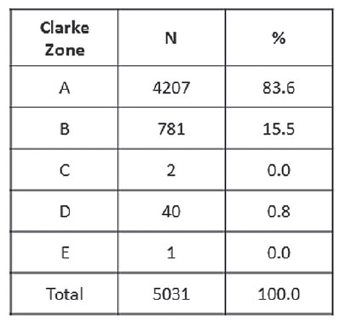 Clarke Zone N %
A 4207 83.6
B 781 15.5
C 2 0.0
D 40 0.8
E 1 0.0
Total 5031 100.0